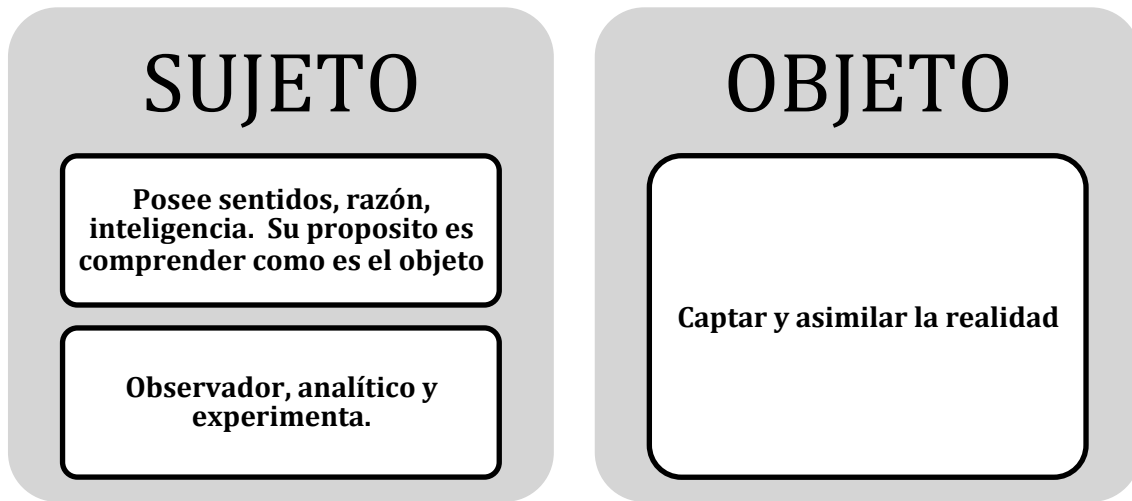 SUJETO
Posee sentidos, razón,
inteligencia.  Su proposito es
comprender como es el objeto
Observador, analítico y
experimenta.
OBJETO
Captar y asimilar la realidad